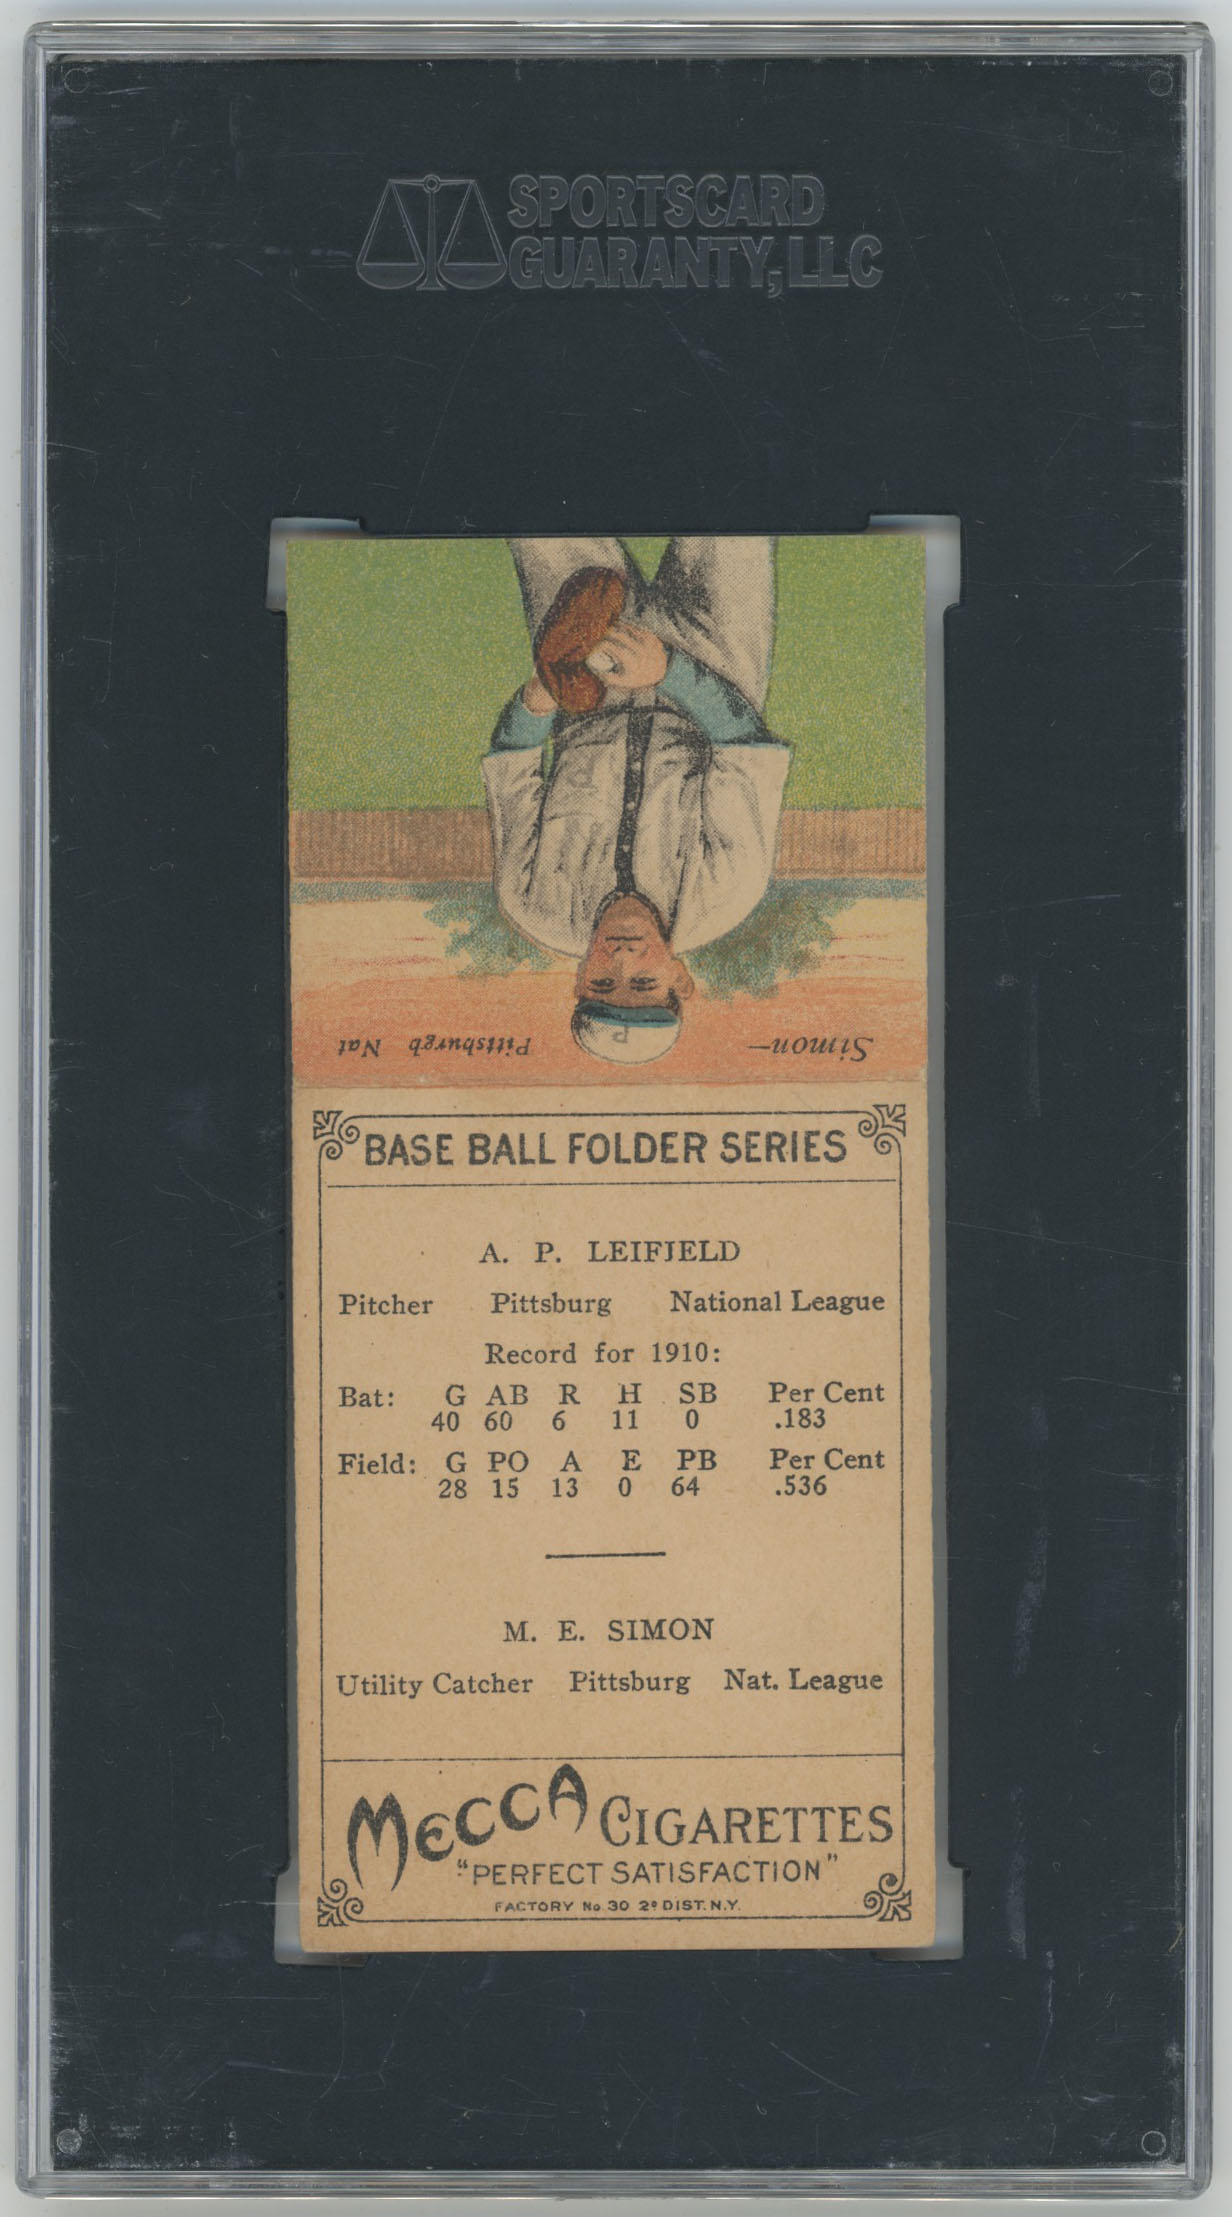 SPORTSCARD
GUARANTY, LLC
Simon— Pittsburgh Nat
BASE BALL FOLDER SERIES
A. P. LEIFIELD
Pitcher Pittsburg National League
Record for 1910:
Bat: G AB R H SB Per Cent
40 60 6 11 0 .183
Field: G PO A E PB Per Cent
28 15 13 0 64 .536
M. E. SIMON
Utility Catcher Pittsburg Nat. League
MECCA CIGARETTES
"PERFECT SATISFACTION"
FACTORY No. 30 2º DIST. N.Y.